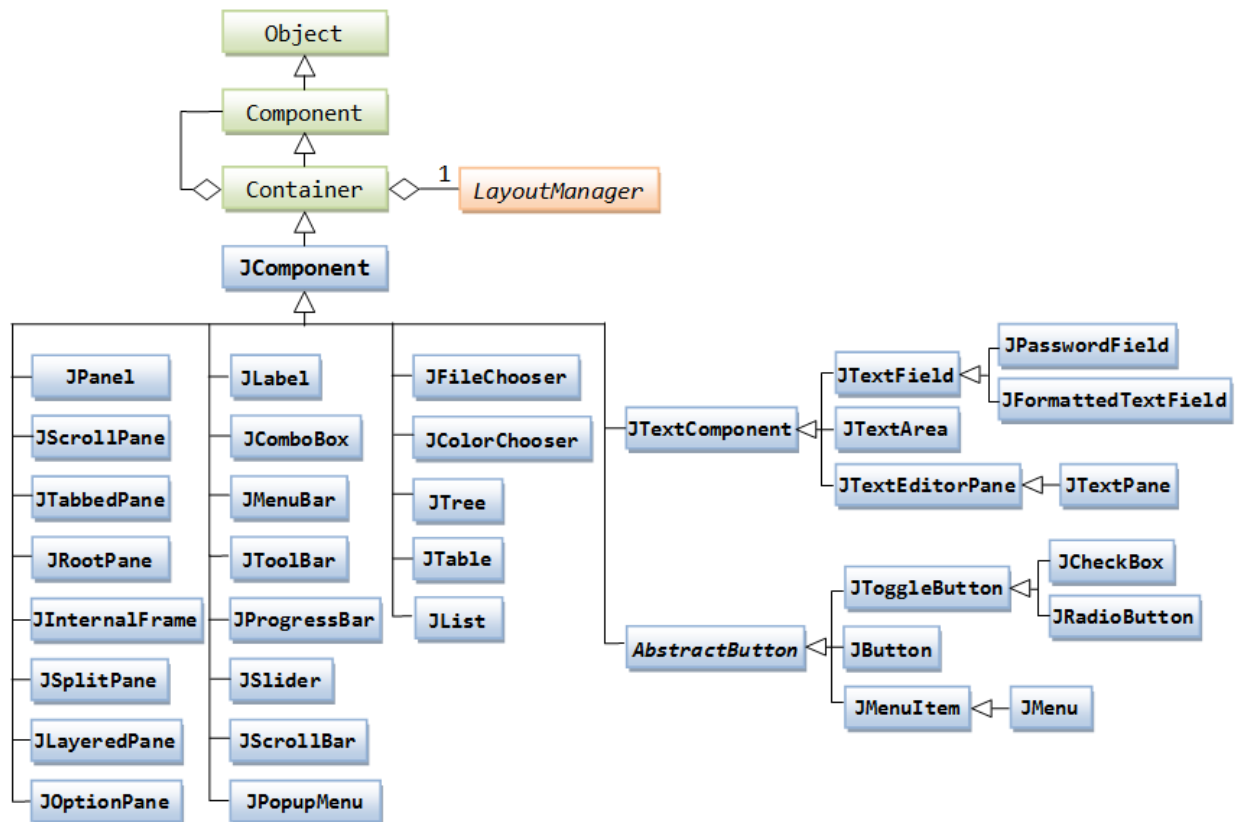 Object
Component
Container
1
LayoutManager
JComponent
JPanel
JScrollPane
JTabbedPane
JRootPane
JInternalFrame
JSplitPane
JLayeredPane
JOptionPane
JLabel
JComboBox
JMenuBar
JToolBar
JProgressBar
JSlider
JScrollBar
JPopupMenu
JFileChooser
JColorChooser
JTree
JTable
JList
JTextComponent
JTextField
JPasswordField
JFormattedTextField
JTextArea
JTextEditorPane
JTextPane
AbstractButton
JToggleButton
JCheckBox
JRadioButton
JButton
JMenuItem
JMenu